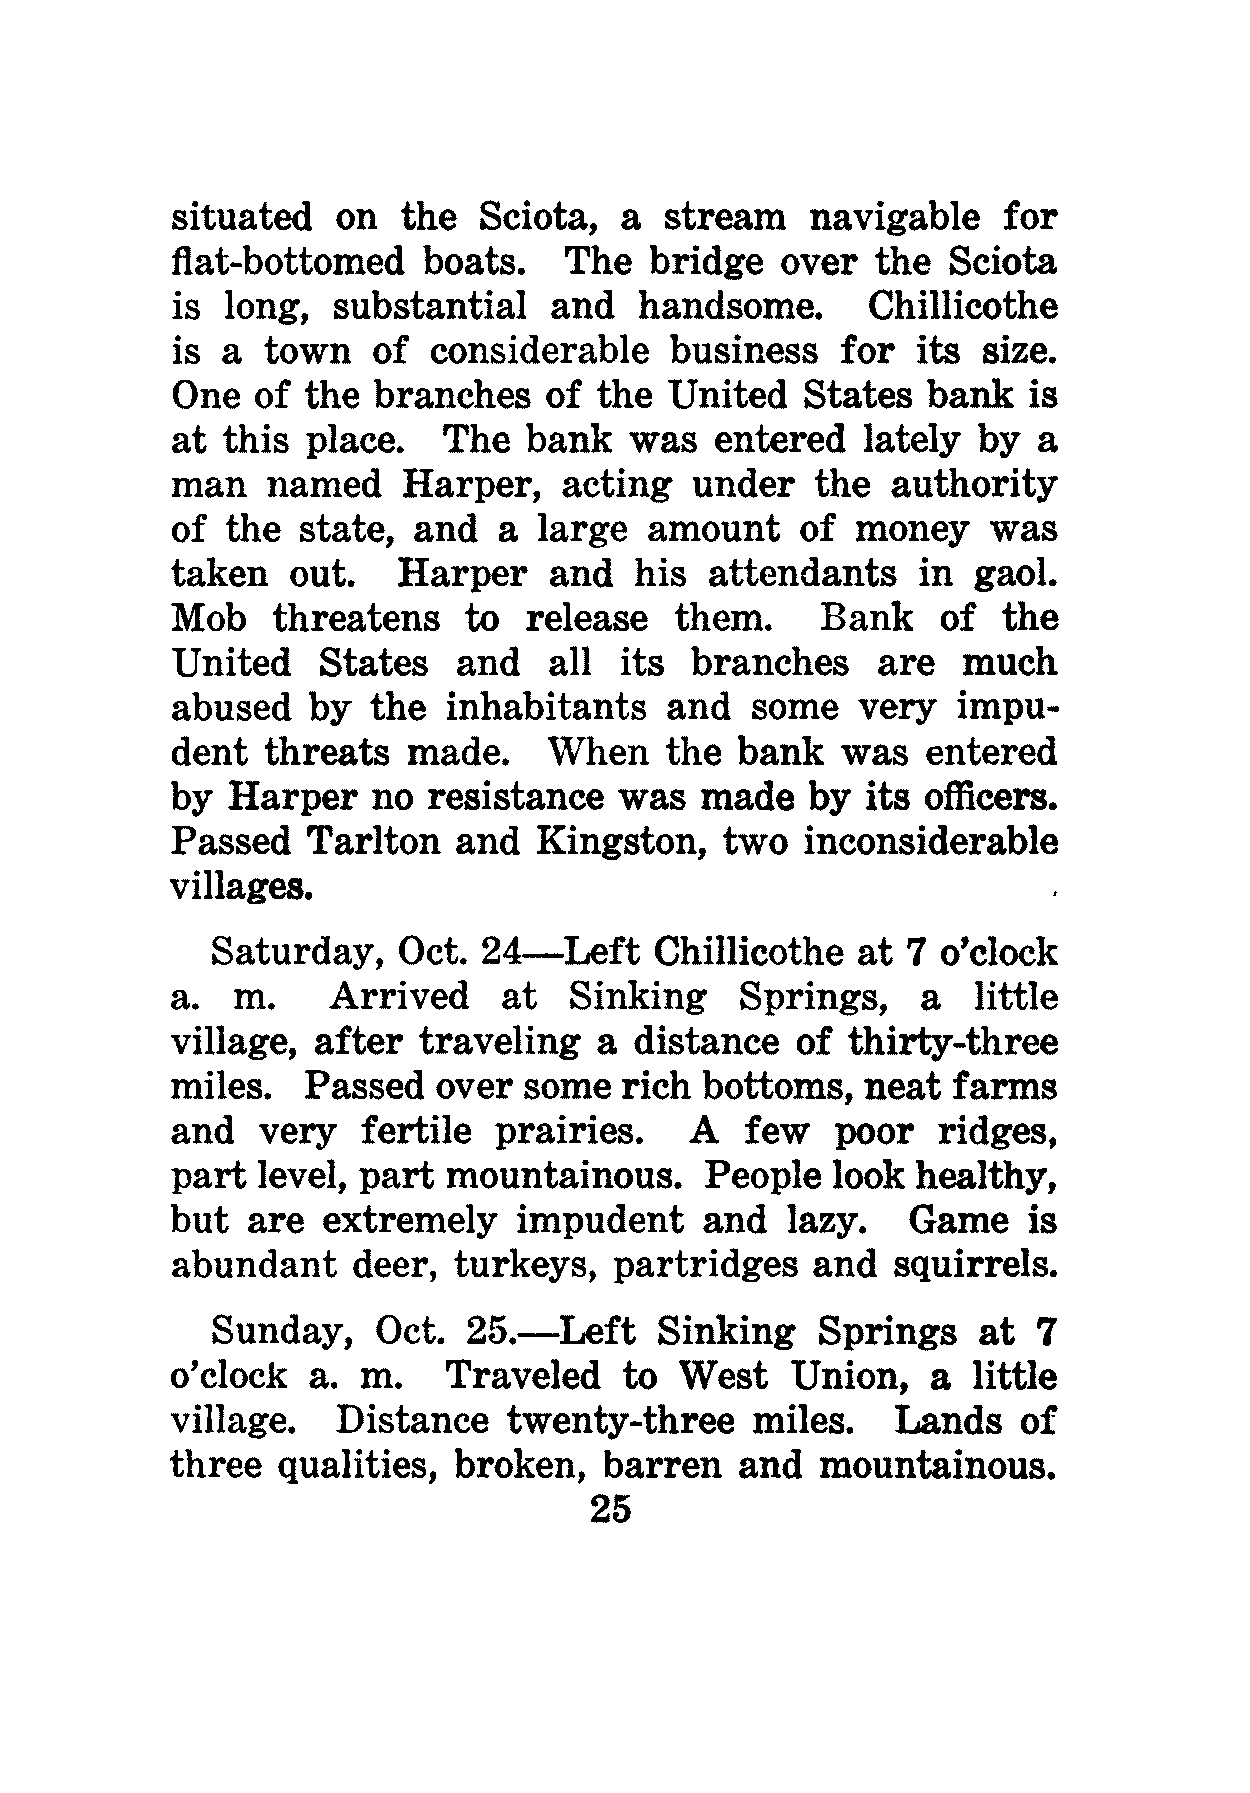 situated on the Sciota, a stream navigable for
flat-bottomed boats. The bridge over the Sciota
is long, substantial and handsome. Chillicothe
is a town of considerable business for its size.
One of the branches of the United States bank is
at this place. The bank was entered lately by a
man named Harper, acting under the authority
of the state, and a large amount of money was
taken out. Harper and his attendants in gaol.
Mob threatens to release them. Bank of the
United States and all its branches are much
abused by the inhabitants and some very impu-
dent threats made. When the bank was entered
by Harper no resistance was made by its officers.
Passed Tarlton and Kingston, two inconsiderable
villages.
Saturday, Oct. 24—Left Chillicothe at 7 o'clock
a. m. Arrived at Sinking Springs, a little
village, after traveling a distance of thirty-three
miles. Passed over some rich bottoms, neat farms
and very fertile prairies. A few poor ridges,
part level, part mountainous. People look healthy,
but are extremely impudent and lazy. Game is
abundant deer, turkeys, partridges and squirrels.
Sunday, Oct. 25.—Left Sinking Springs at 7
o'clock a. m. Traveled to West Union, a little
village. Distance twenty-three miles. Lands of
three qualities, broken, barren and mountainous.
25